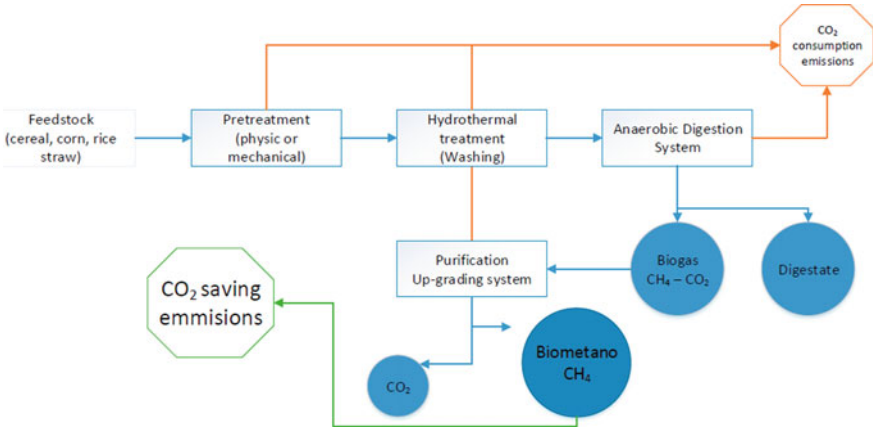 CO₂
consumption
emissions
Feedstock
(cereal, corn, rice
straw)
Pretreatment
(physic or
mechanical)
Hydrothermal
treatment
(Washing)
Anaerobic Digestion
System
Purification
Up-grading system
Biogas
CH₄ – CO₂
Digestate
CO₂ saving
emmisions
CO₂
Biometano
CH₄